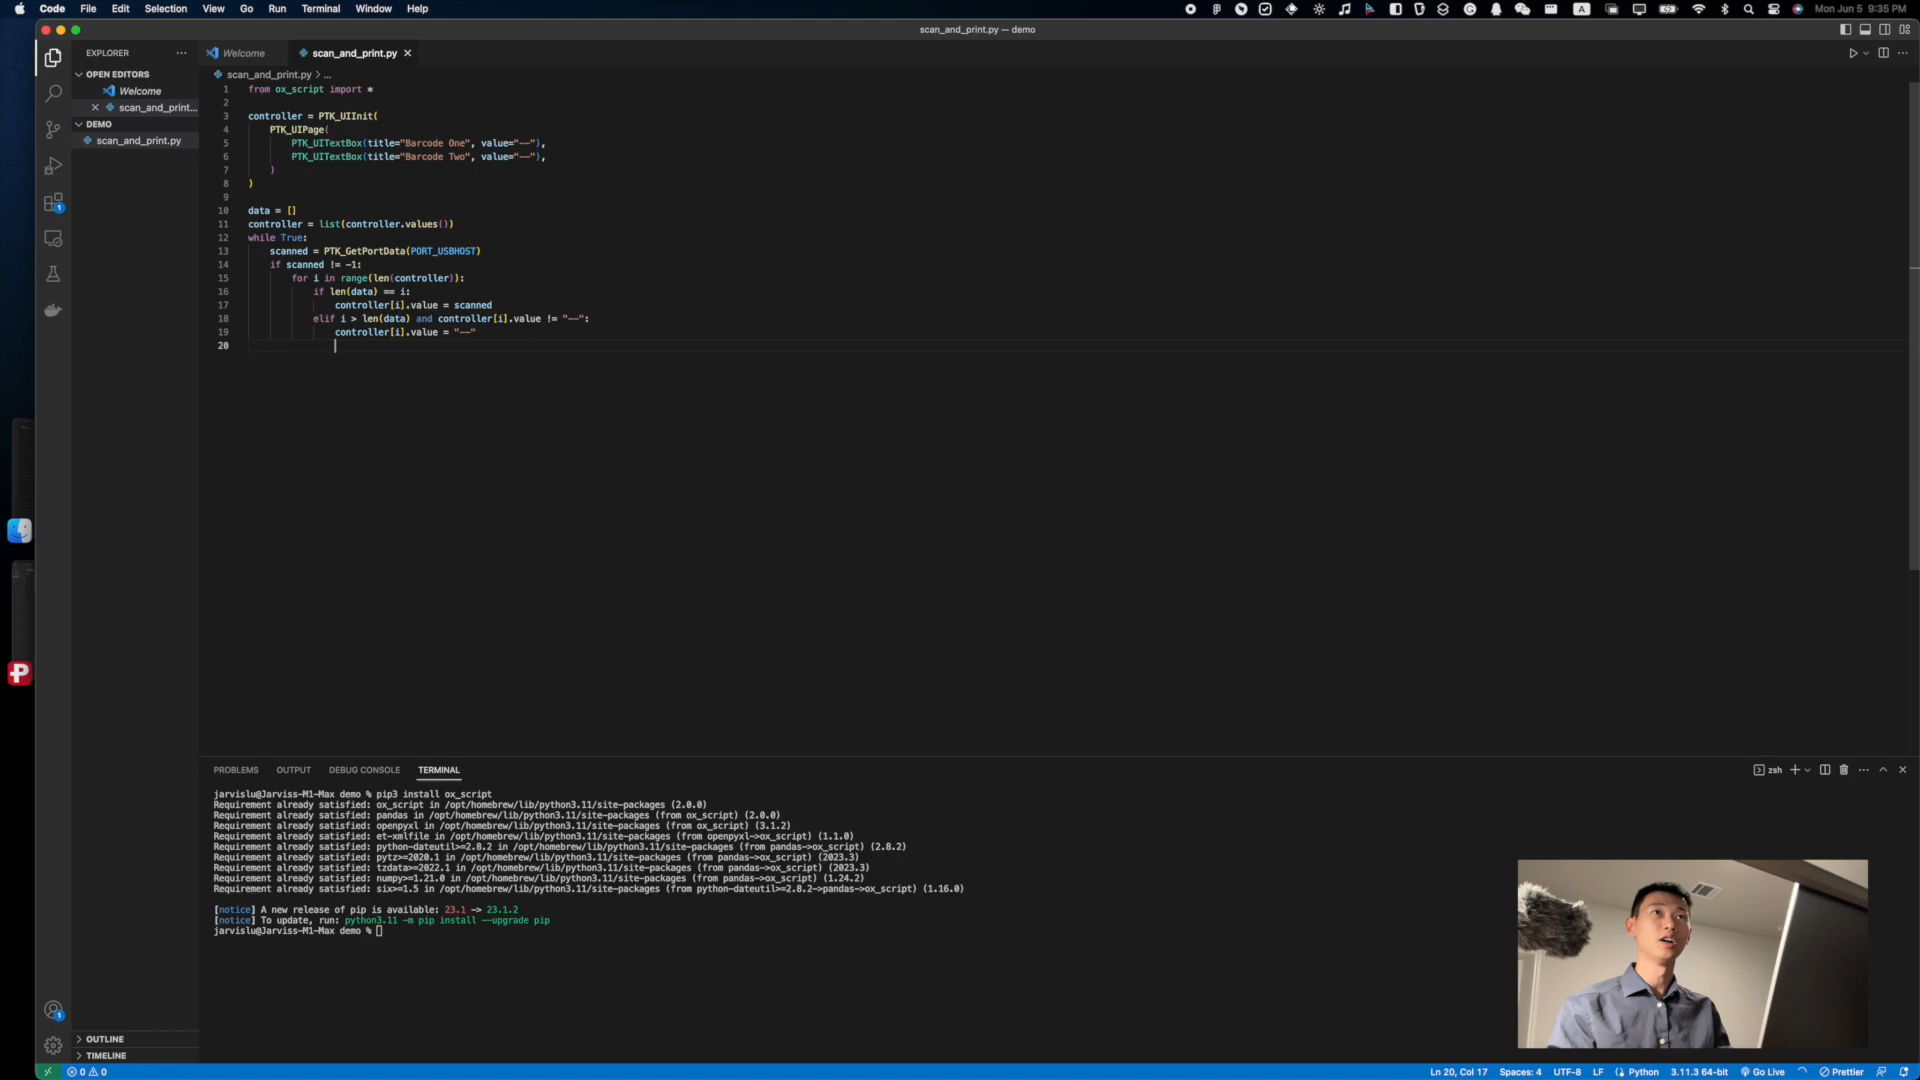 Code File Edit Selection View Go Run Terminal Window Help
A
Mon Jun 5 9:35 PM
scan_and_print.py — demo
EXPLORER
Welcome
scan_and_print.py
OPEN EDITORS
Welcome
scan_and_print...
DEMO
scan_and_print.py
scan_and_print.py > ...
1 from ox_script import *
2
3 controller = PTK_UIInit(
4 PTK_UIPage(
5 PTK_UITextBox(title="Barcode One", value="--"),
6 PTK_UITextBox(title="Barcode Two", value="--"),
7 )
8 )
9
10 data = []
11 controller = list(controller.values())
12 while True:
13 scanned = PTK_GetPortData(PORT_USBHOST)
14 if scanned != -1:
15 for i in range(len(controller)):
16 if len(data) == i:
17 controller[i].value = scanned
18 elif i > len(data) and controller[i].value != "--":
19 controller[i].value = "--"
20
1
PROBLEMS OUTPUT DEBUG CONSOLE TERMINAL
zsh
jarvislu@Jarviss-M1-Max demo % pip3 install ox_script
Requirement already satisfied: ox_script in /opt/homebrew/lib/python3.11/site-packages (2.0.0)
Requirement already satisfied: pandas in /opt/homebrew/lib/python3.11/site-packages (from ox_script) (2.0.0)
Requirement already satisfied: openpyxl in /opt/homebrew/lib/python3.11/site-packages (from ox_script) (3.1.2)
Requirement already satisfied: et-xmlfile in /opt/homebrew/lib/python3.11/site-packages (from openpyxl->ox_script) (1.1.0)
Requirement already satisfied: python-dateutil>=2.8.2 in /opt/homebrew/lib/python3.11/site-packages (from pandas->ox_script) (2.8.2)
Requirement already satisfied: pytz>=2020.1 in /opt/homebrew/lib/python3.11/site-packages (from pandas->ox_script) (2023.3)
Requirement already satisfied: tzdata>=2022.1 in /opt/homebrew/lib/python3.11/site-packages (from pandas->ox_script) (2023.3)
Requirement already satisfied: numpy>=1.21.0 in /opt/homebrew/lib/python3.11/site-packages (from pandas->ox_script) (1.24.2)
Requirement already satisfied: six>=1.5 in /opt/homebrew/lib/python3.11/site-packages (from python-dateutil>=2.8.2->pandas->ox_script) (1.16.0)
[notice] A new release of pip is available: 23.1 -> 23.1.2
[notice] To update, run: python3.11 -m pip install --upgrade pip
jarvislu@Jarviss-M1-Max demo %
1
OUTLINE
TIMELINE
0 0
Ln 20, Col 17 Spaces: 4 UTF-8 LF Python 3.11.3 64-bit Go Live Prettier